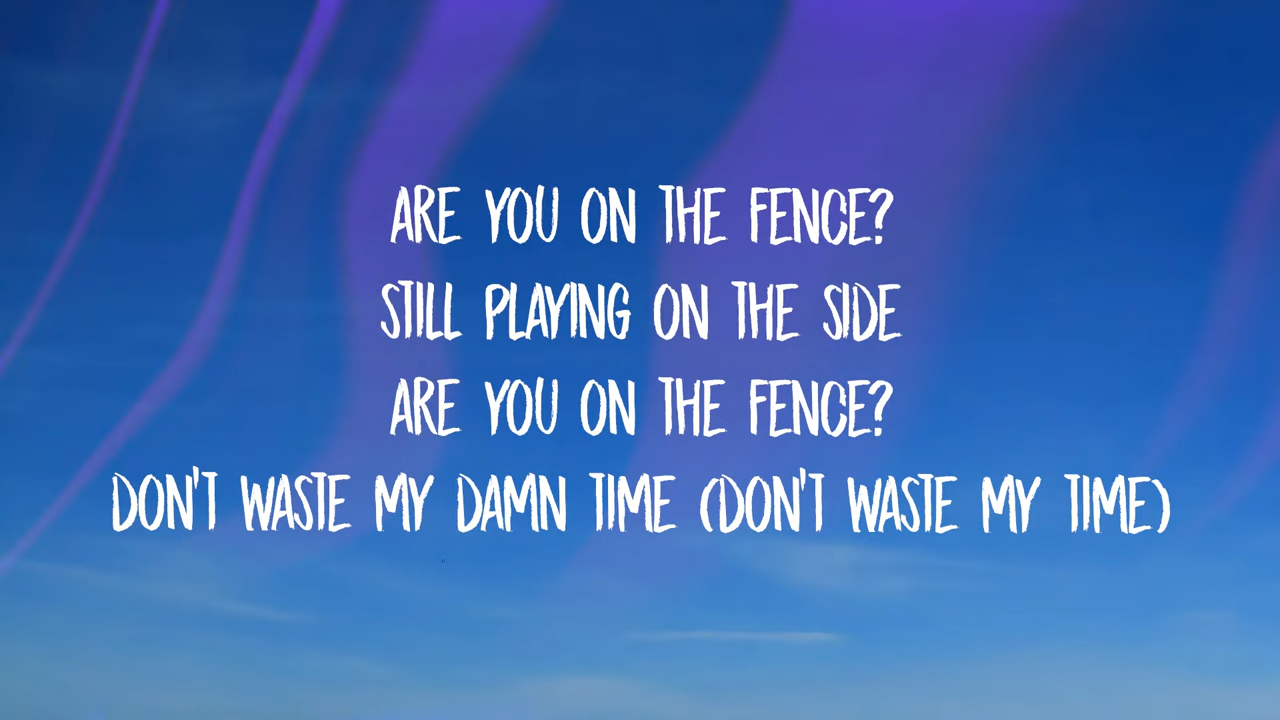 ARE YOU ON THE FENCE?
STILL PLAYING ON THE SIDE
ARE YOU ON THE FENCE?
DON'T WASTE MY DAMN TIME (DON'T WASTE MY TIME)